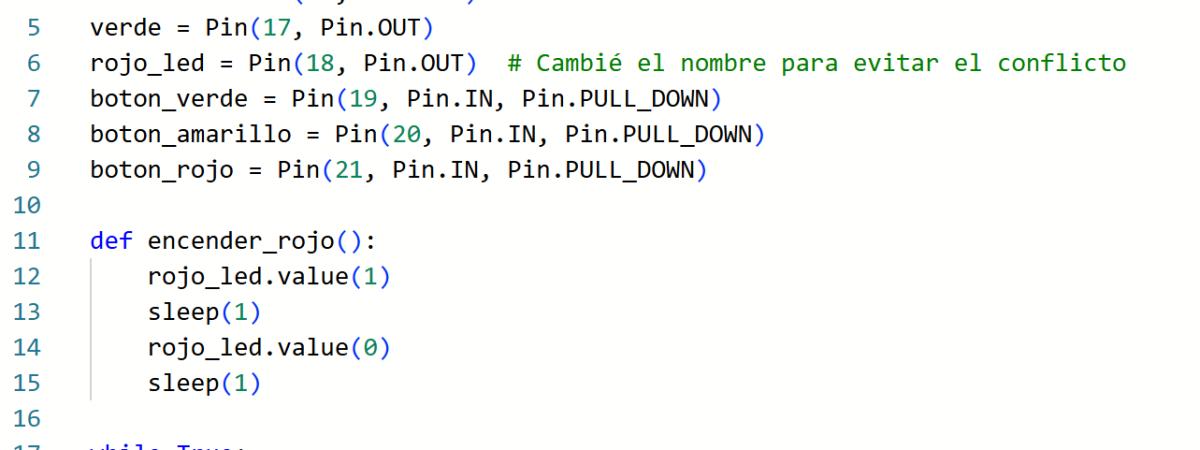 5 verde = Pin(17, Pin.OUT)
6 rojo_led = Pin(18, Pin.OUT)  # Cambié el nombre para evitar el conflicto
7 boton_verde = Pin(19, Pin.IN, Pin.PULL_DOWN)
8 boton_amarillo = Pin(20, Pin.IN, Pin.PULL_DOWN)
9 boton_rojo = Pin(21, Pin.IN, Pin.PULL_DOWN)
10
11 def encender_rojo():
12     rojo_led.value(1)
13     sleep(1)
14     rojo_led.value(0)
15     sleep(1)
16
17 while True: